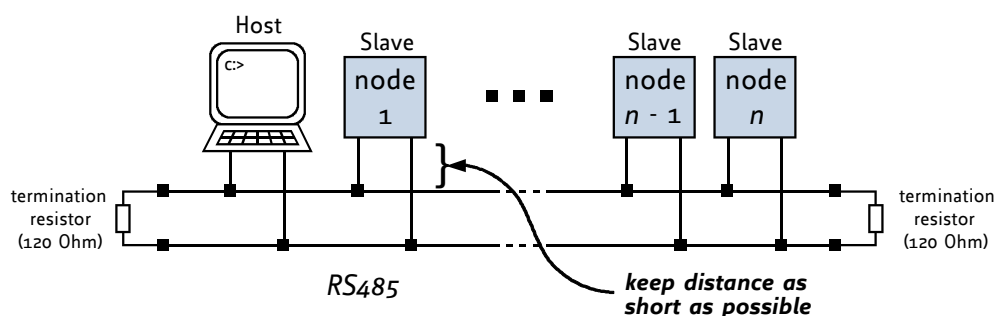 Host
Slave
Slave
Slave
C:>
node
1
node
n - 1
node
n
termination
resistor
(120 Ohm)
termination
resistor
(120 Ohm)
RS485
keep distance as
short as possible